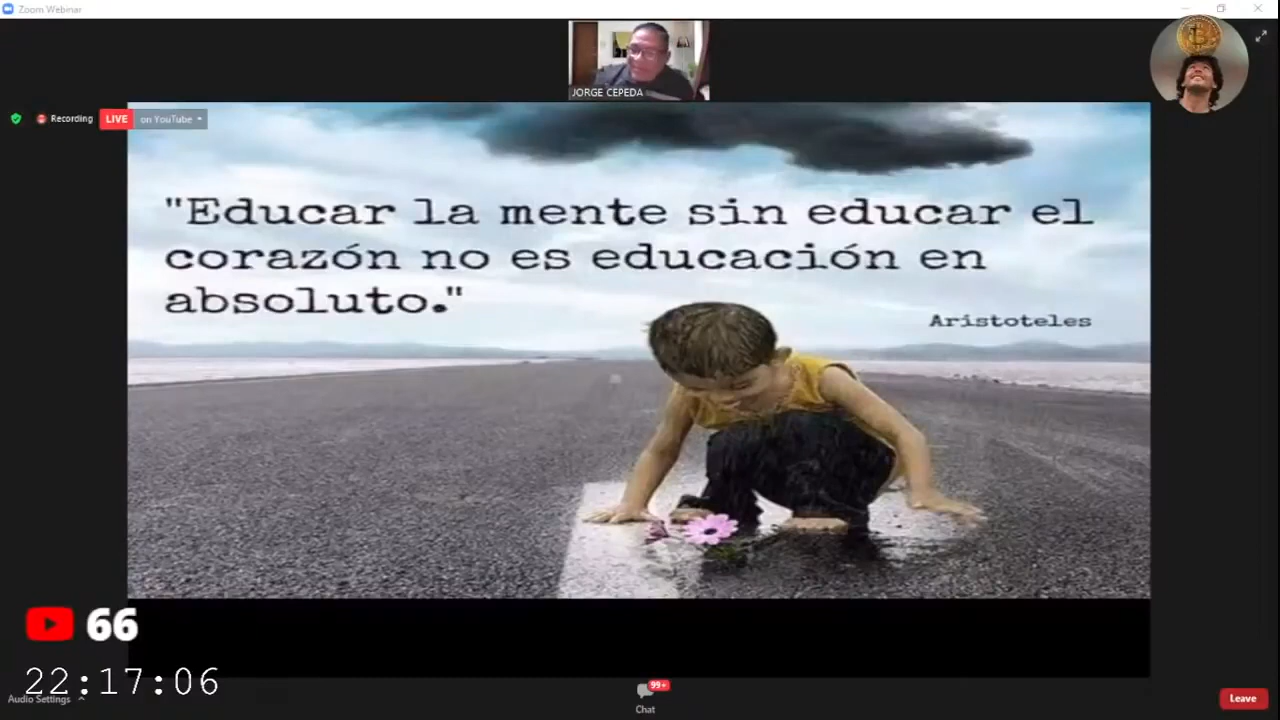 Zoom Webinar
JORGE CEPEDA
Recording
LIVE on YouTube
"Educar la mente sin educar el
corazón no es educación en
absoluto."
Aristoteles
66
22:17:06
Audio Settings
99+
Chat
Leave